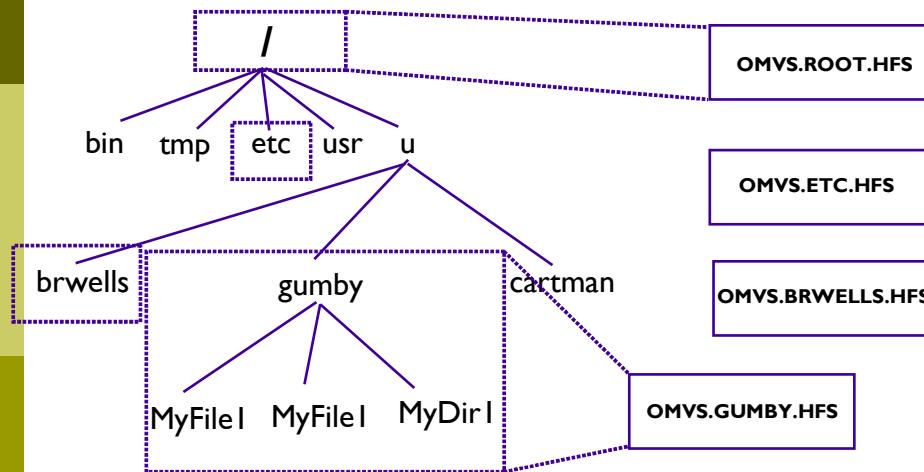 /
OMVS.ROOT.HFS
bin tmp etc usr u
OMVS.ETC.HFS
brwells gumby cartman
OMVS.BRWELLS.HFS
MyFile1 MyFile1 MyDir1
OMVS.GUMBY.HFS